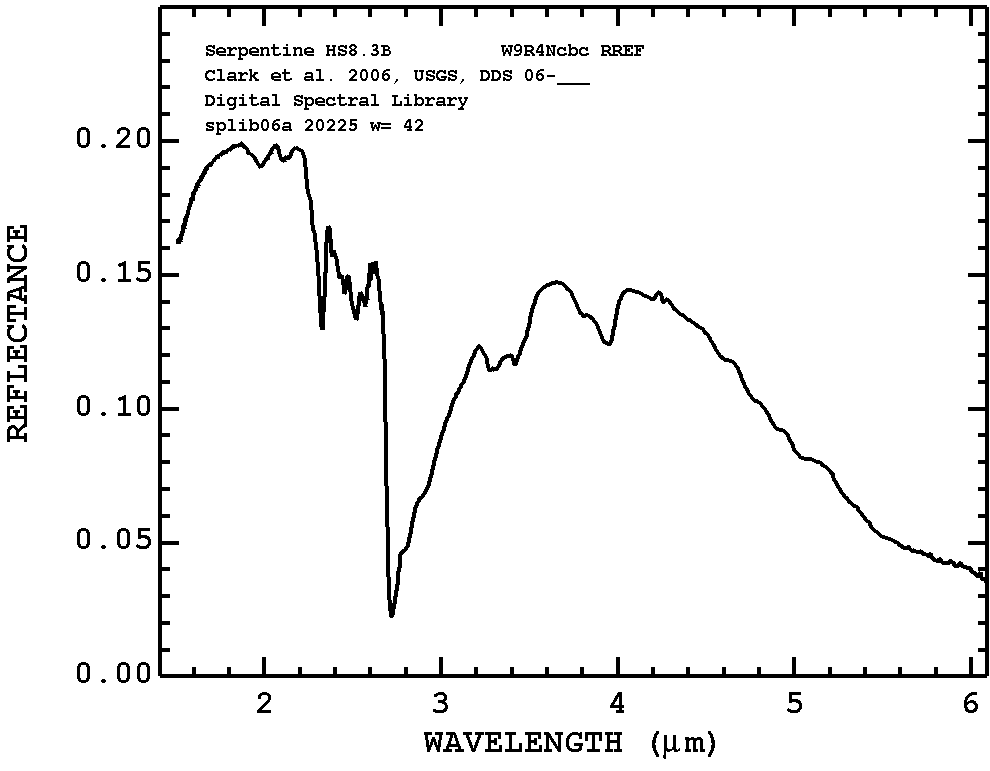 Serpentine HS8.3B W9R4Ncbc RREF
Clark et al. 2006, USGS, DDS 06-___
Digital Spectral Library
splib06a 20225 w= 42
0.20
0.15
0.10
0.05
0.00
REFLECTANCE
2 3 4 5 6
WAVELENGTH (μm)